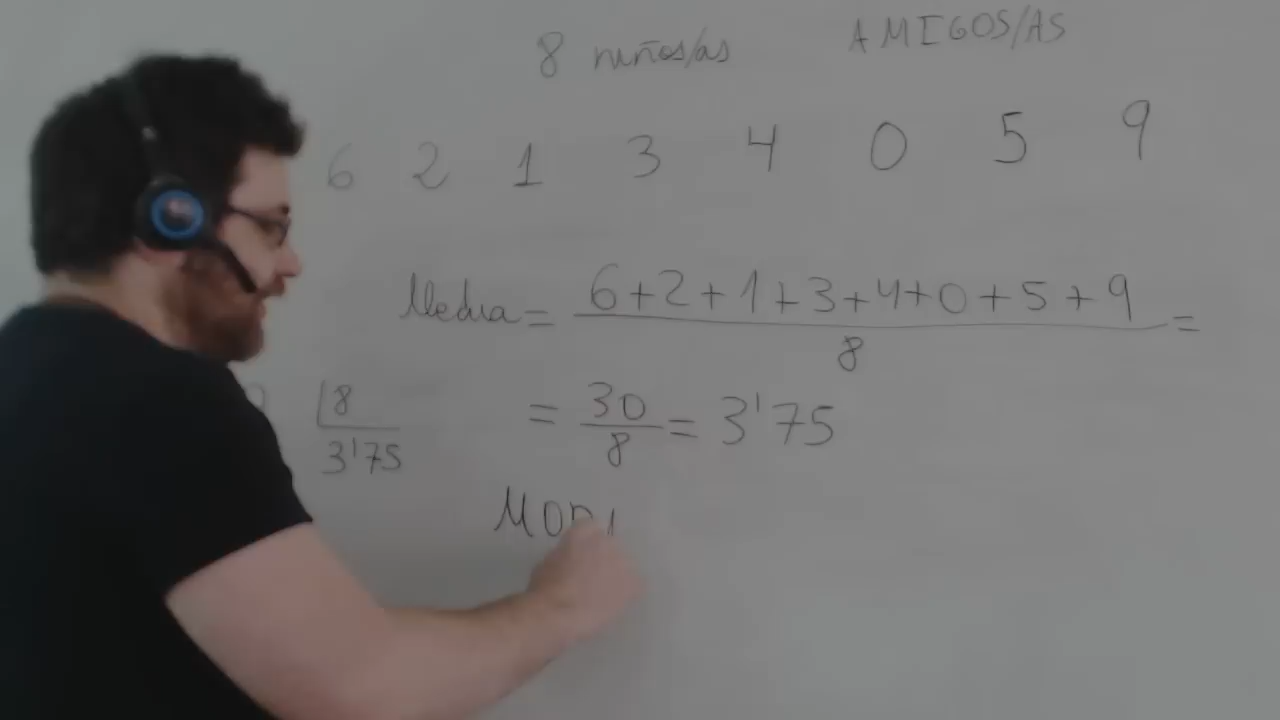 8 niños/as AMIGOS/AS
6 2 1 3 4 0 5 9
Media = 6+2+1+3+4+0+5+9 =
8
8 = 30 = 3'75
3'75 8